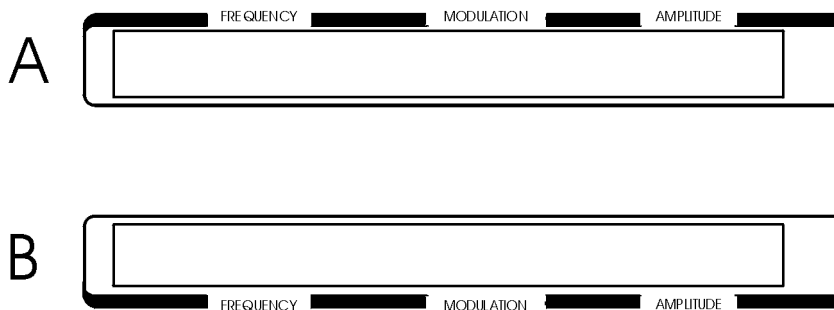 FREQUENCY MODULATION AMPLITUDE
A
B
FREQUENCY MODULATION AMPLITUDE